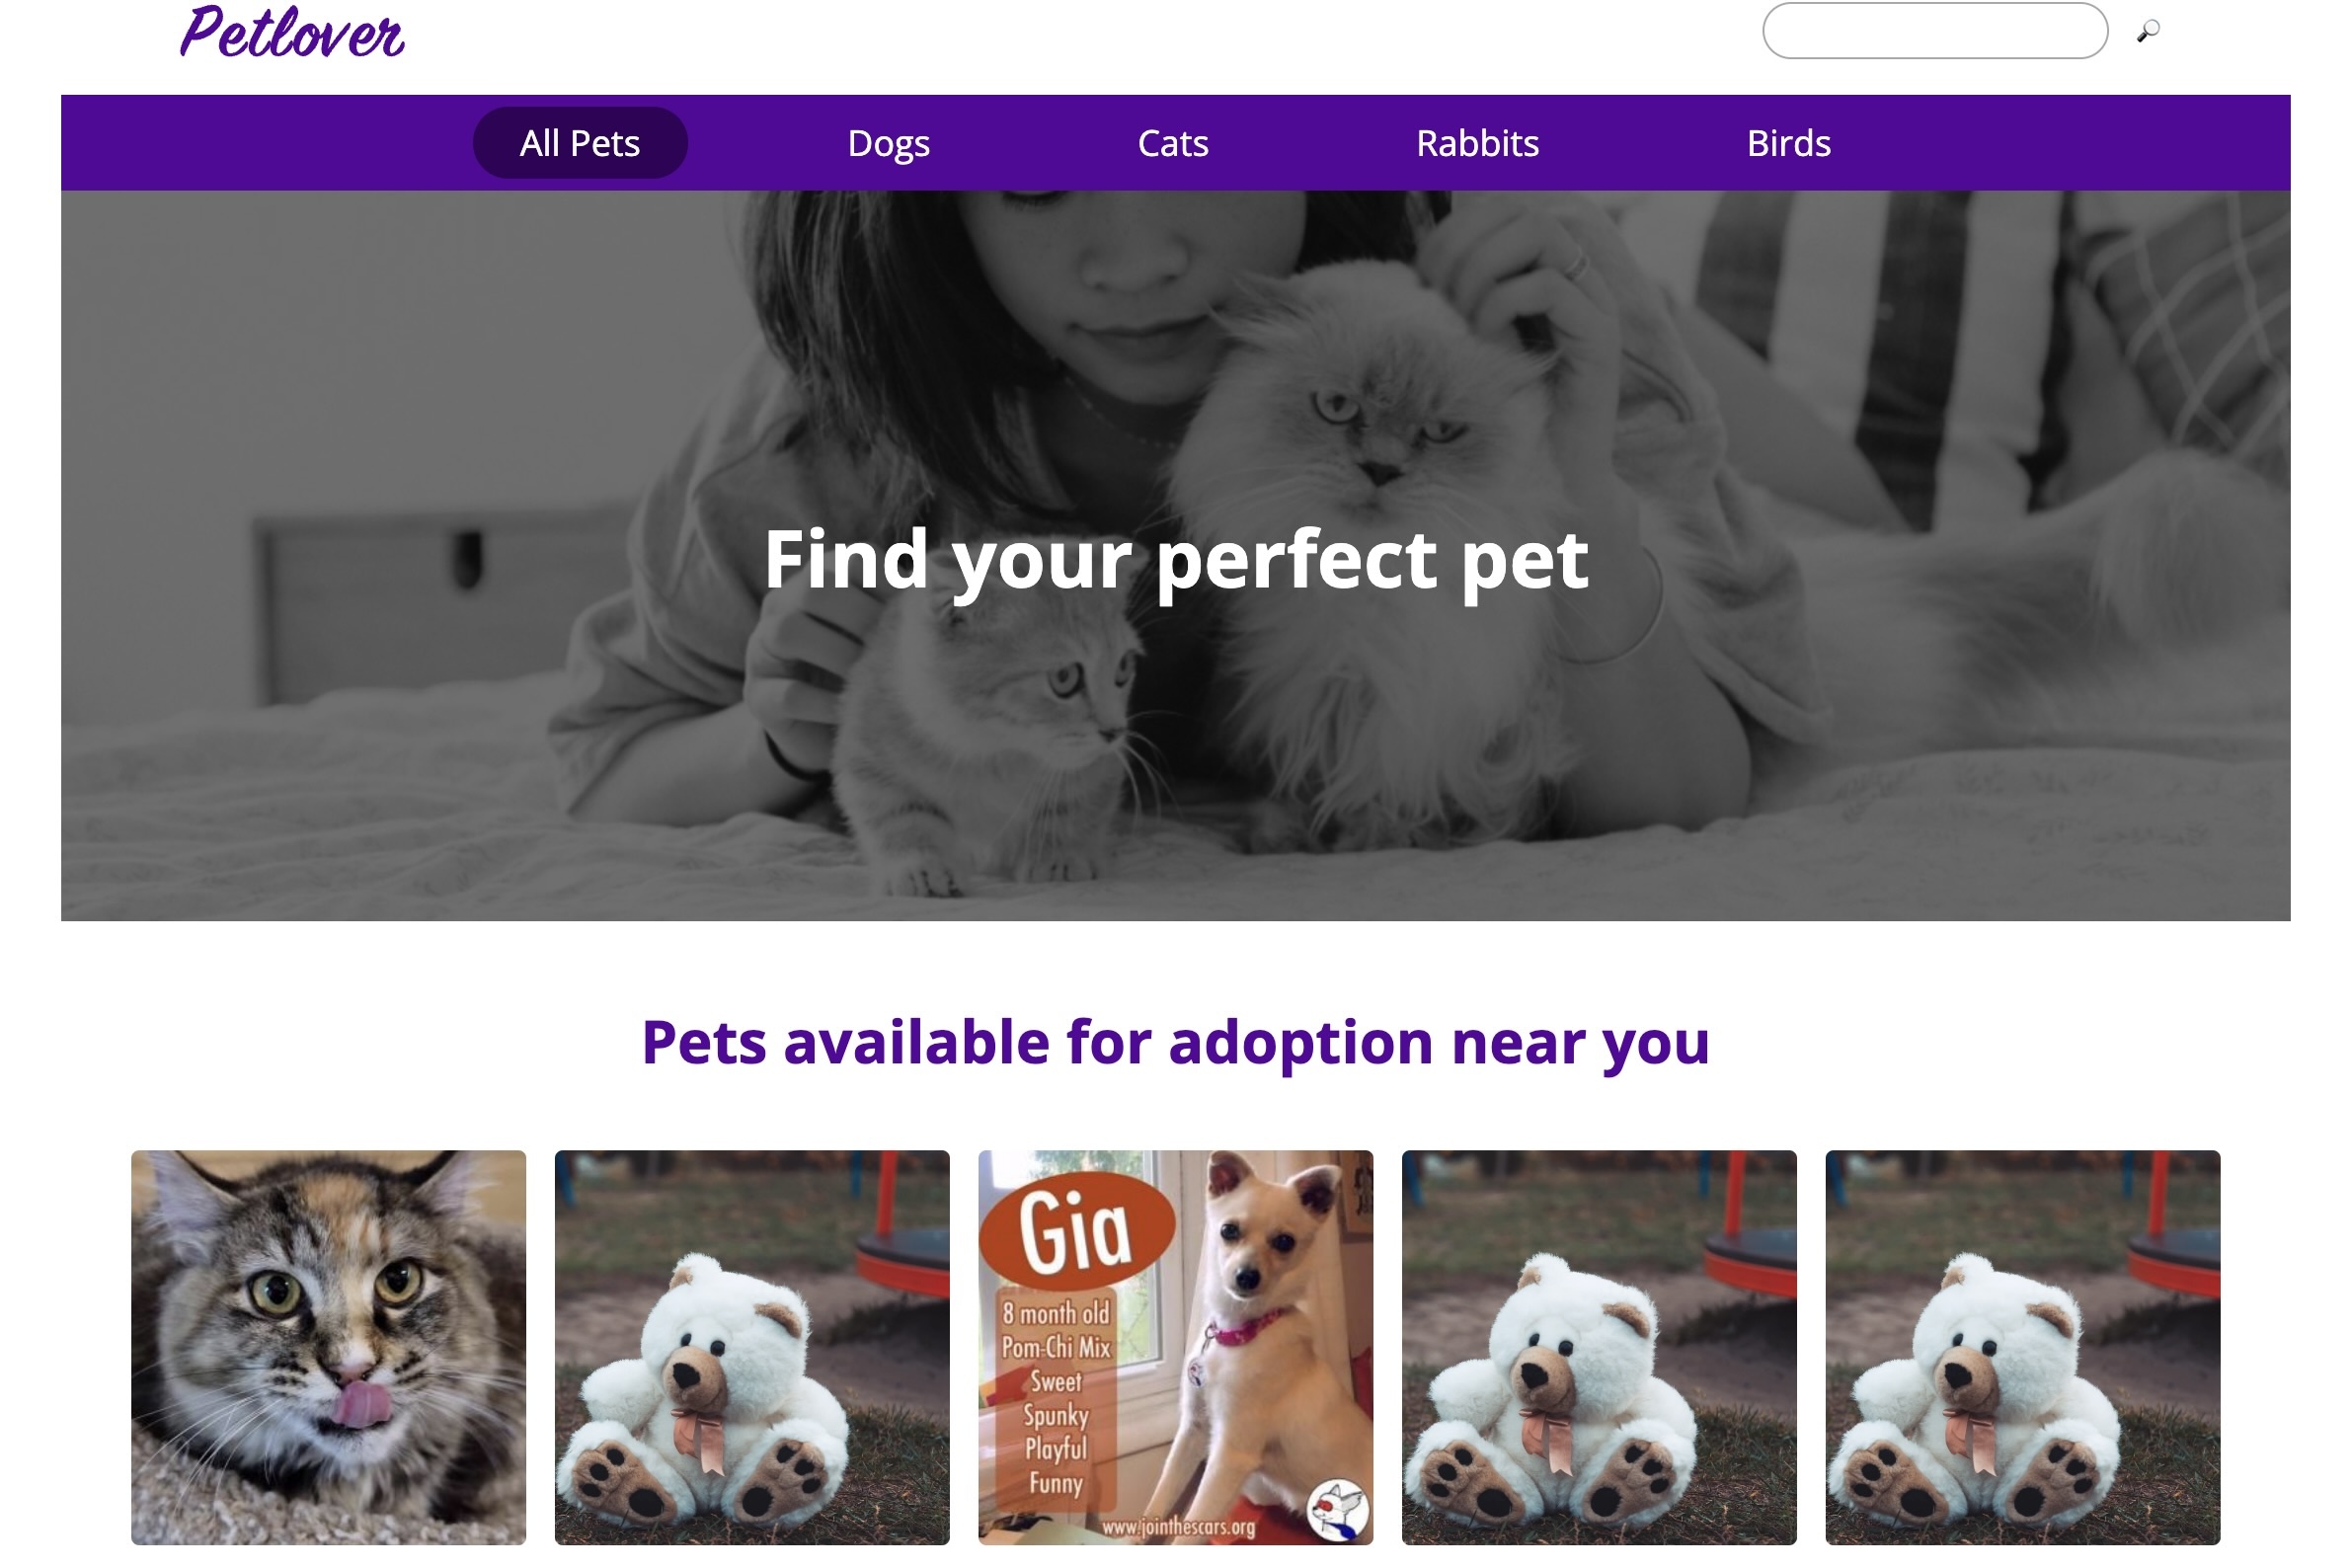 Petlover
All Pets
Dogs
Cats
Rabbits
Birds
Find your perfect pet
Pets available for adoption near you
Gia
8 month old
Pom-Chi Mix
Sweet
Spunky
Playful
Funny
www.jointhescars.org